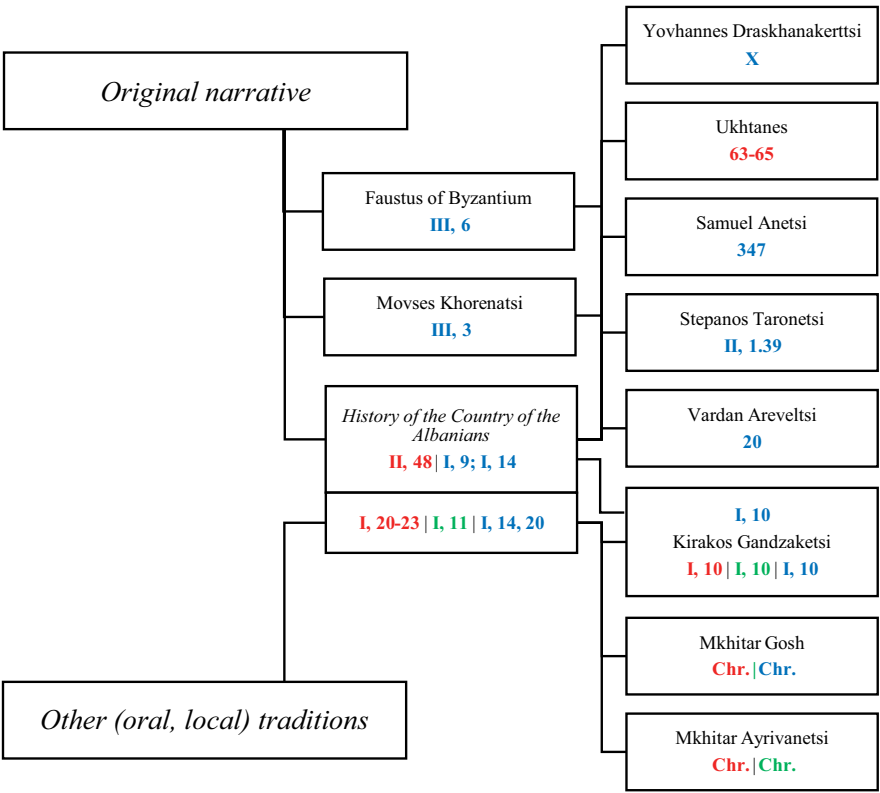 Original narrative
Other (oral, local) traditions
Faustus of Byzantium
III, 6
Movses Khorenatsi
III, 3
History of the Country of the
Albanians
II, 48| I, 9; I, 14
I, 20-23 | I, 11 | I, 14, 20
Yovhannes Draskhanakerttsi
X
Ukhtanes
63-65
Samuel Anetsi
347
Stepanos Taronetsi
II, 1.39
Vardan Areveltsi
20
I, 10
Kirakos Gandzaketsi
I, 10 | I, 10 | I, 10
Mkhitar Gosh
Chr.|Chr.
Mkhitar Ayrivanetsi
Chr.|Chr.